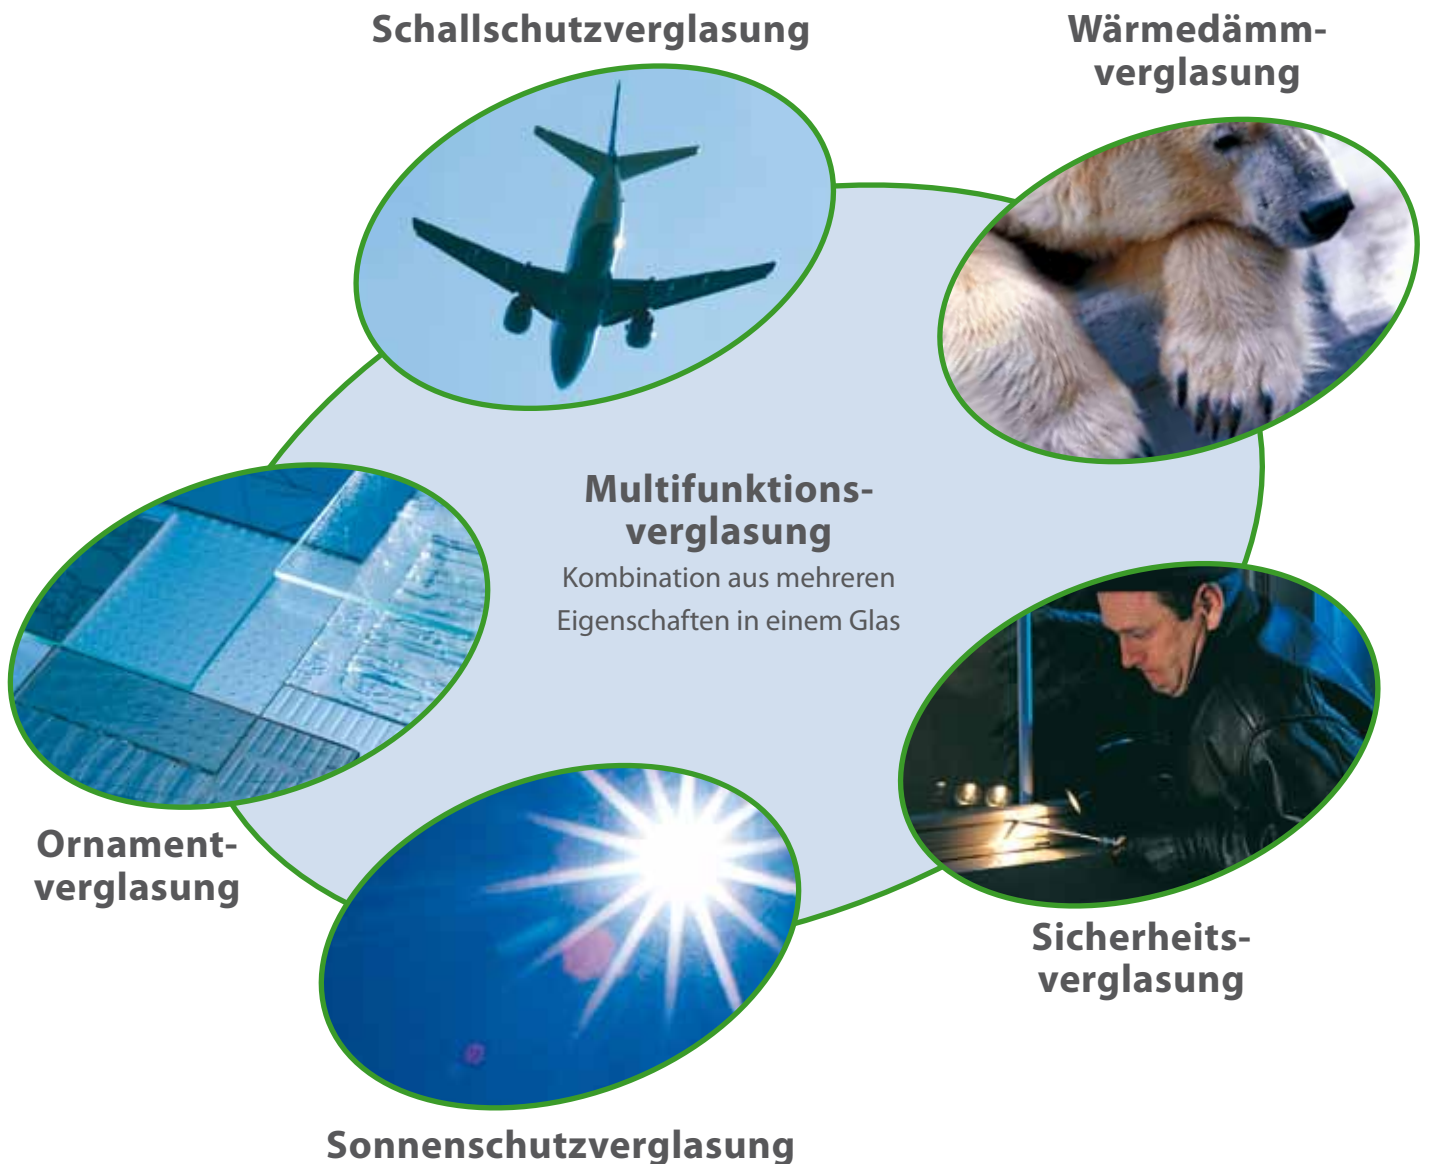 Schallschutzverglasung
Wärmedämm-
verglasung
Multifunktions-
verglasung
Kombination aus mehreren
Eigenschaften in einem Glas
Ornament-
verglasung
Sicherheits-
verglasung
Sonnenschutzverglasung